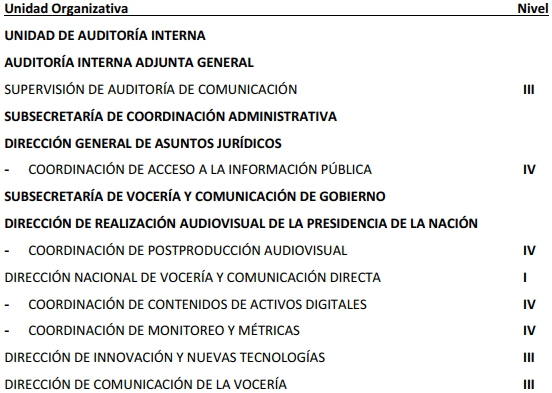 Unidad Organizativa Nivel
UNIDAD DE AUDITORÍA INTERNA
AUDITORÍA INTERNA ADJUNTA GENERAL
SUPERVISIÓN DE AUDITORÍA DE COMUNICACIÓN III
SUBSECRETARÍA DE COORDINACIÓN ADMINISTRATIVA
DIRECCIÓN GENERAL DE ASUNTOS JURÍDICOS
- COORDINACIÓN DE ACCESO A LA INFORMACIÓN PÚBLICA IV
SUBSECRETARÍA DE VOCERÍA Y COMUNICACIÓN DE GOBIERNO
DIRECCIÓN DE REALIZACIÓN AUDIOVISUAL DE LA PRESIDENCIA DE LA NACIÓN
- COORDINACIÓN DE POSTPRODUCCIÓN AUDIOVISUAL IV
DIRECCIÓN NACIONAL DE VOCERÍA Y COMUNICACIÓN DIRECTA I
- COORDINACIÓN DE CONTENIDOS DE ACTIVOS DIGITALES IV
- COORDINACIÓN DE MONITOREO Y MÉTRICAS IV
DIRECCIÓN DE INNOVACIÓN Y NUEVAS TECNOLOGÍAS III
DIRECCIÓN DE COMUNICACIÓN DE LA VOCERÍA III